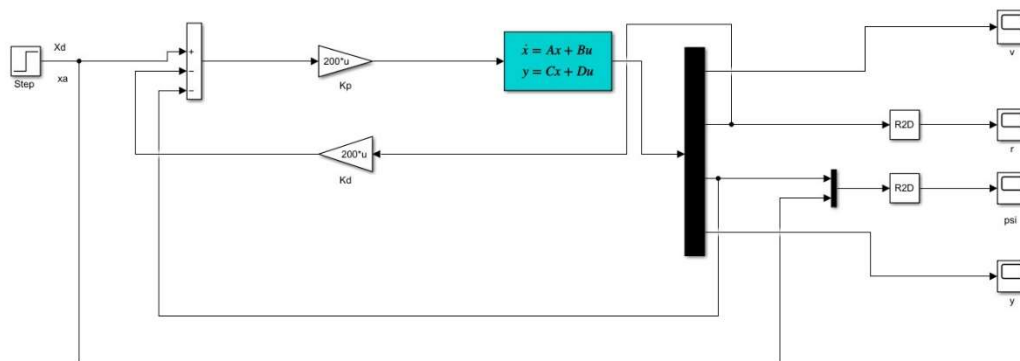 Xd
Step
xa
+
−
−
200*u
Kp
ẋ = Ax + Bu
y = Cx + Du
v
R2D
r
200*u
Kd
R2D
psi
y